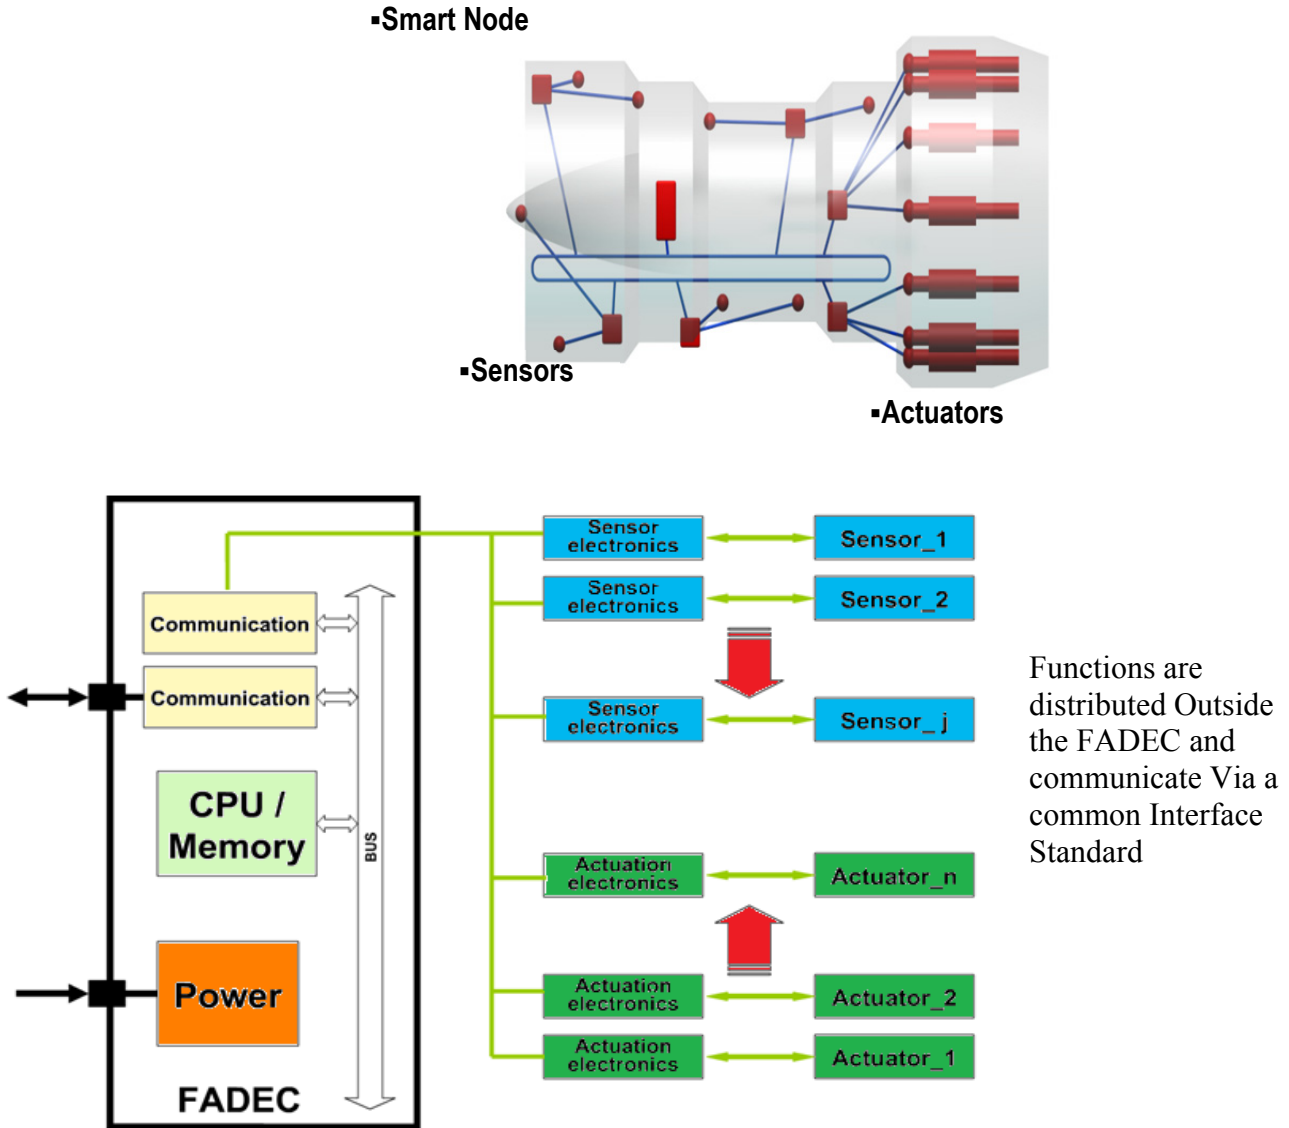 ▪Smart Node
▪Sensors
▪Actuators
Communication
Communication
CPU /
Memory
Power
FADEC
BUS
Sensor
electronics
Sensor_1
Sensor
electronics
Sensor_2
Sensor
electronics
Sensor_ j
Actuation
electronics
Actuator_n
Actuation
electronics
Actuator_2
Actuation
electronics
Actuator_1
Functions are
distributed Outside
the FADEC and
communicate Via a
common Interface
Standard